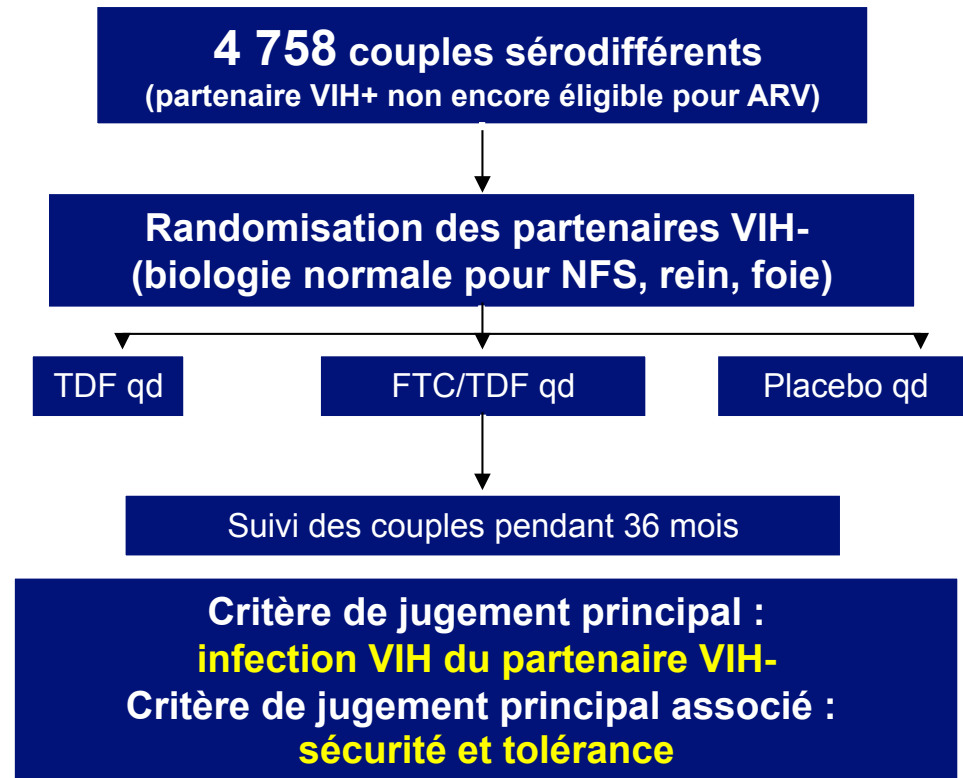 4 758 couples sérodifférents
(partenaire VIH+ non encore éligible pour ARV)
Randomisation des partenaires VIH-
(biologie normale pour NFS, rein, foie)
TDF qd
FTC/TDF qd
Placebo qd
Suivi des couples pendant 36 mois
Critère de jugement principal :
infection VIH du partenaire VIH-
Critère de jugement principal associé :
sécurité et tolérance